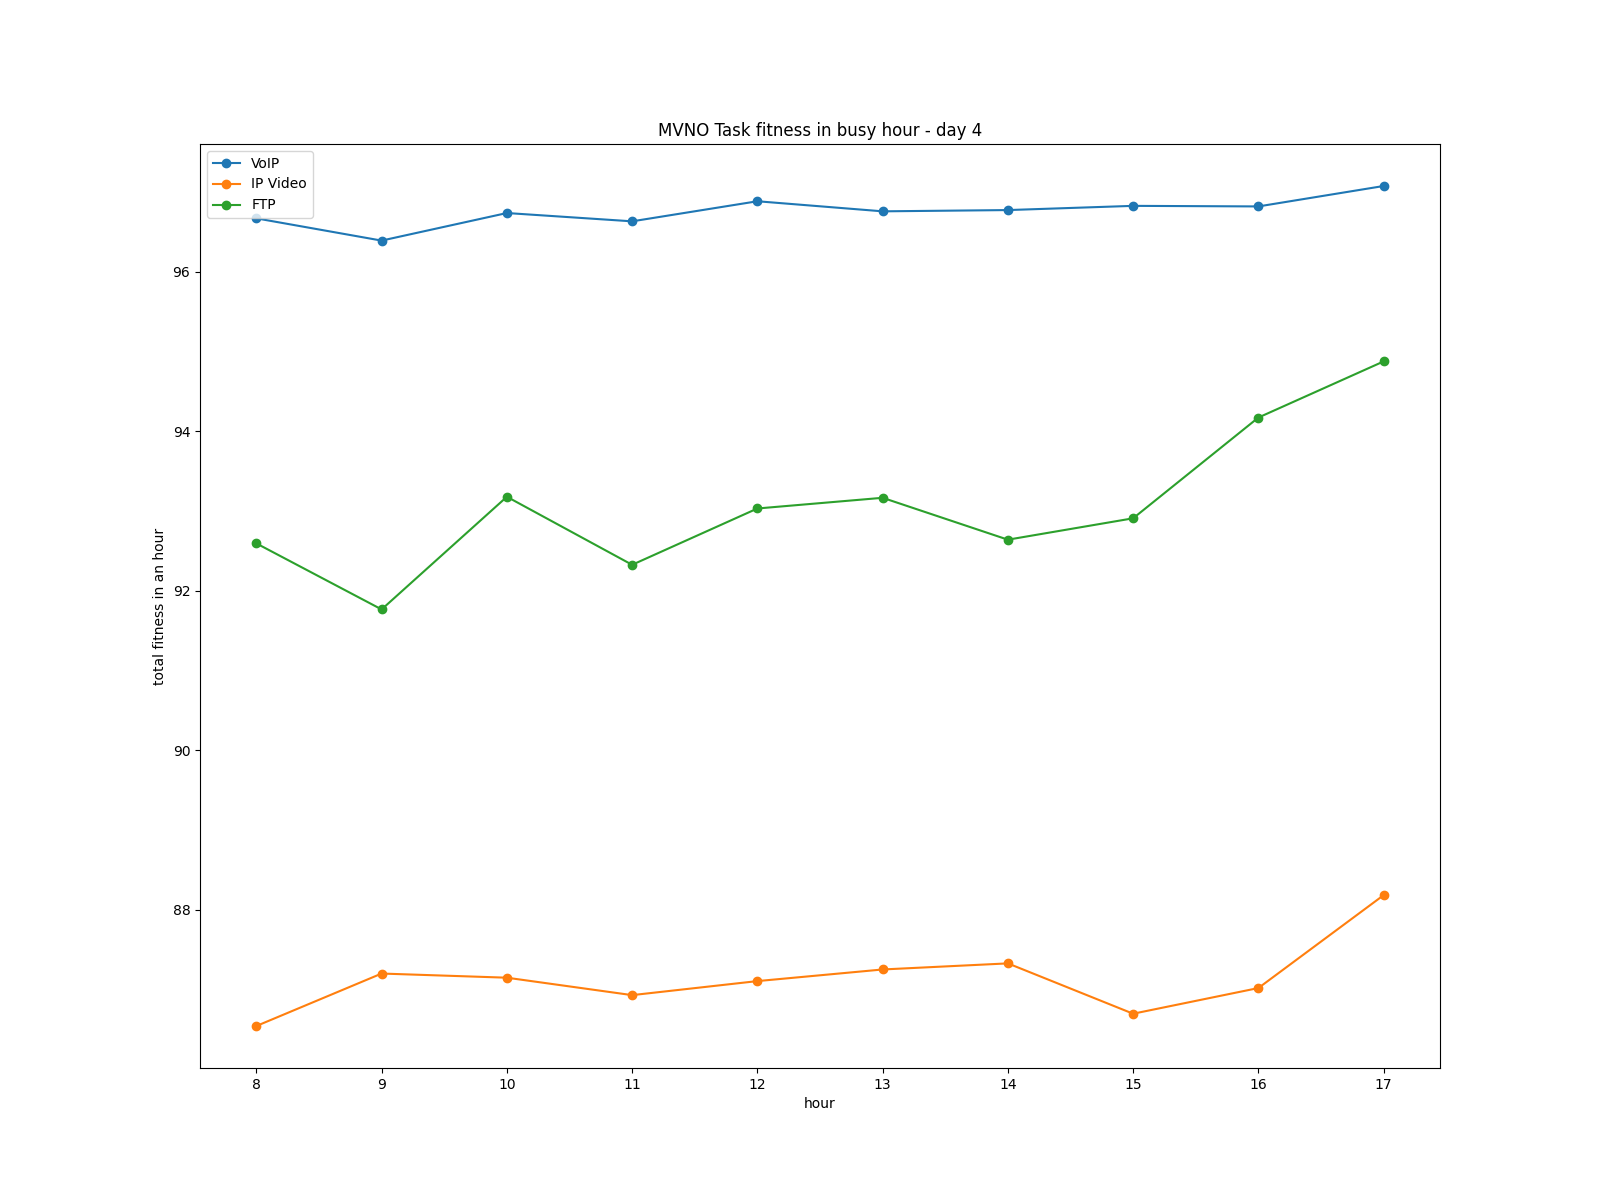 MVNO Task fitness in busy hour - day 4
VoIP
IP Video
FTP
96
94
92
90
88
total fitness in an hour
8 9 10 11 12 13 14 15 16 17
hour